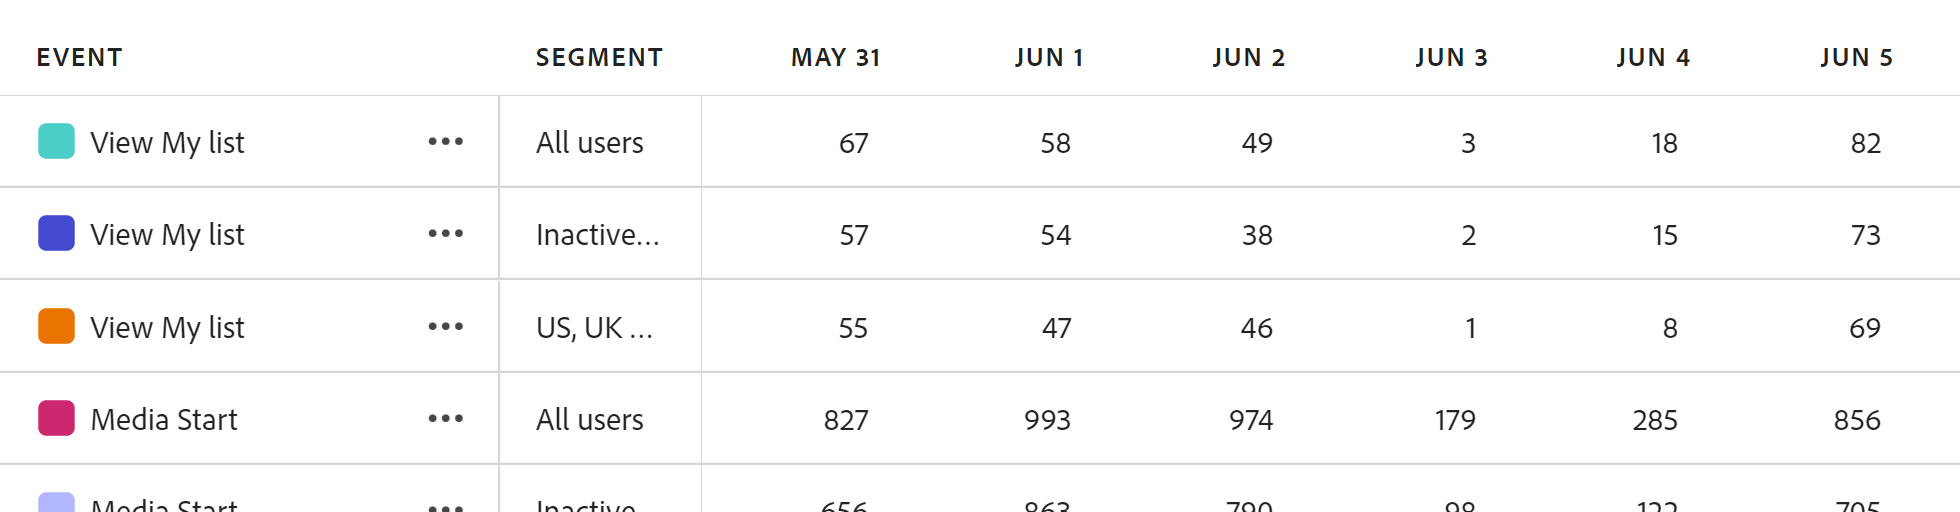 EVENT SEGMENT MAY 31 JUN 1 JUN 2 JUN 3 JUN 4 JUN 5
View My list ••• All users 67 58 49 3 18 82
View My list ••• Inactive... 57 54 38 2 15 73
View My list ••• US, UK ... 55 47 46 1 8 69
Media Start ••• All users 827 993 974 179 285 856
Media Start ••• Inactive 656 863 790 98 122 705